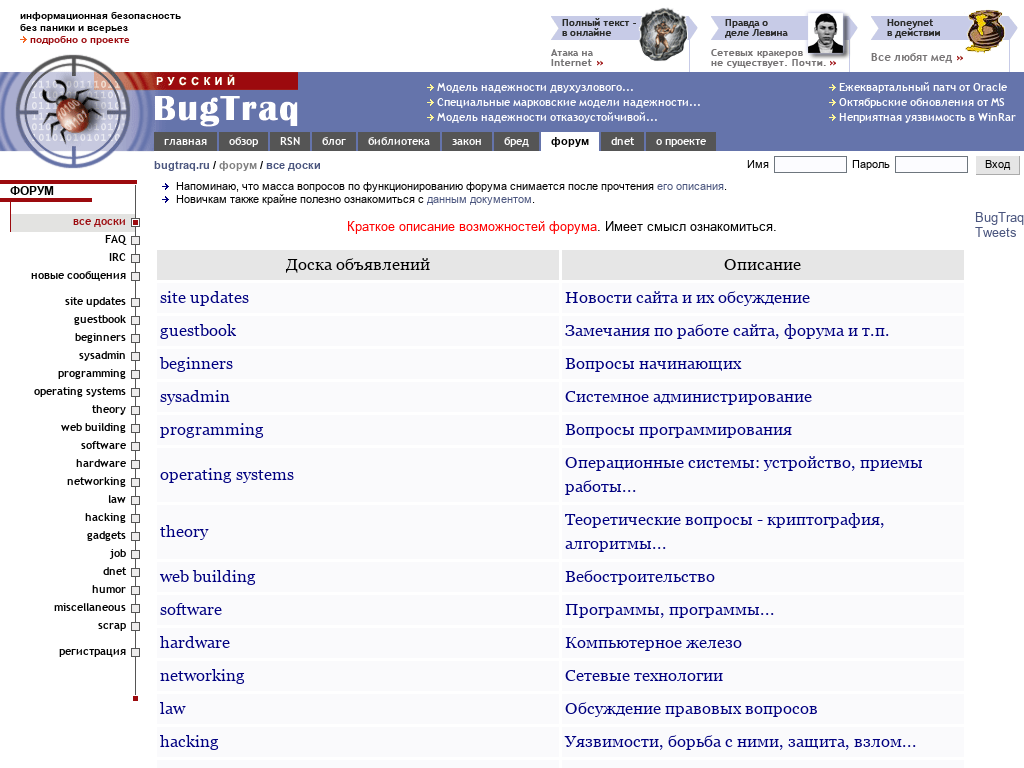 информационная безопасность
без паники и всерьез
подробно о проекте
Полный текст -
в онлайне
Атака на
Internet »
Правда о
деле Левина
Сетевых кракеров
не существует. Почти. »
Honeynet
в действии
Все любят мед »
РУССКИЙ
BugTraq
Модель надежности двухузлового...
Специальные марковские модели надежности...
Модель надежности отказоустойчивой...
Ежеквартальный патч от Oracle
Октябрьские обновления от MS
Неприятная уязвимость в WinRar
главная обзор RSN блог библиотека закон бред форум dnet о проекте
bugtraq.ru / форум / все доски
Имя Пароль Вход
ФОРУМ
все доски
FAQ
IRC
новые сообщения
site updates
guestbook
beginners
sysadmin
programming
operating systems
theory
web building
software
hardware
networking
law
hacking
gadgets
job
dnet
humor
miscellaneous
scrap
регистрация
Напоминаю, что масса вопросов по функционированию форума снимается после прочтения его описания.
Новичкам также крайне полезно ознакомиться с данным документом.
Краткое описание возможностей форума. Имеет смысл ознакомиться.
BugTraq
Tweets
Доска объявлений Описание
site updates Новости сайта и их обсуждение
guestbook Замечания по работе сайта, форума и т.п.
beginners Вопросы начинающих
sysadmin Системное администрирование
programming Вопросы программирования
operating systems Операционные системы: устройство, приемы
работы...
theory Теоретические вопросы - криптография,
алгоритмы...
web building Вебостроительство
software Программы, программы...
hardware Компьютерное железо
networking Сетевые технологии
law Обсуждение правовых вопросов
hacking Уязвимости, борьба с ними, защита, взлом...